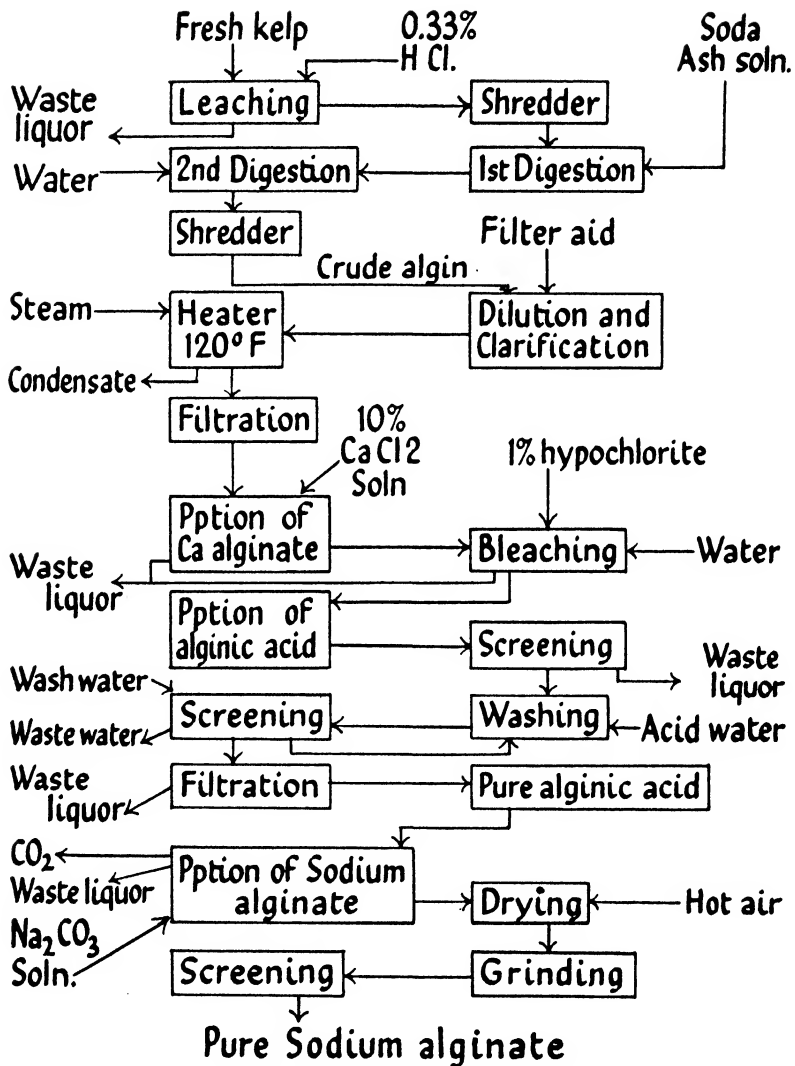 Fresh kelp
0.33%
H Cl.
Soda
Ash soln.
Leaching
Shredder
Waste
liquor
Water
2nd Digestion
1st Digestion
Shredder
Filter aid
Crude algin
Steam
Heater
120° F
Dilution and
Clarification
Condensate
Filtration
10%
CaCl2
Soln
1% hypochlorite
Pption of
Ca alginate
Bleaching
Water
Waste
liquor
Pption of
alginic acid
Screening
Waste
liquor
Wash water
Screening
Washing
Waste water
Acid water
Waste
liquor
Filtration
Pure alginic acid
CO₂
Waste liquor
Pption of Sodium
alginate
Drying
Hot air
Na₂CO₃
Soln.
Screening
Grinding
Pure Sodium alginate